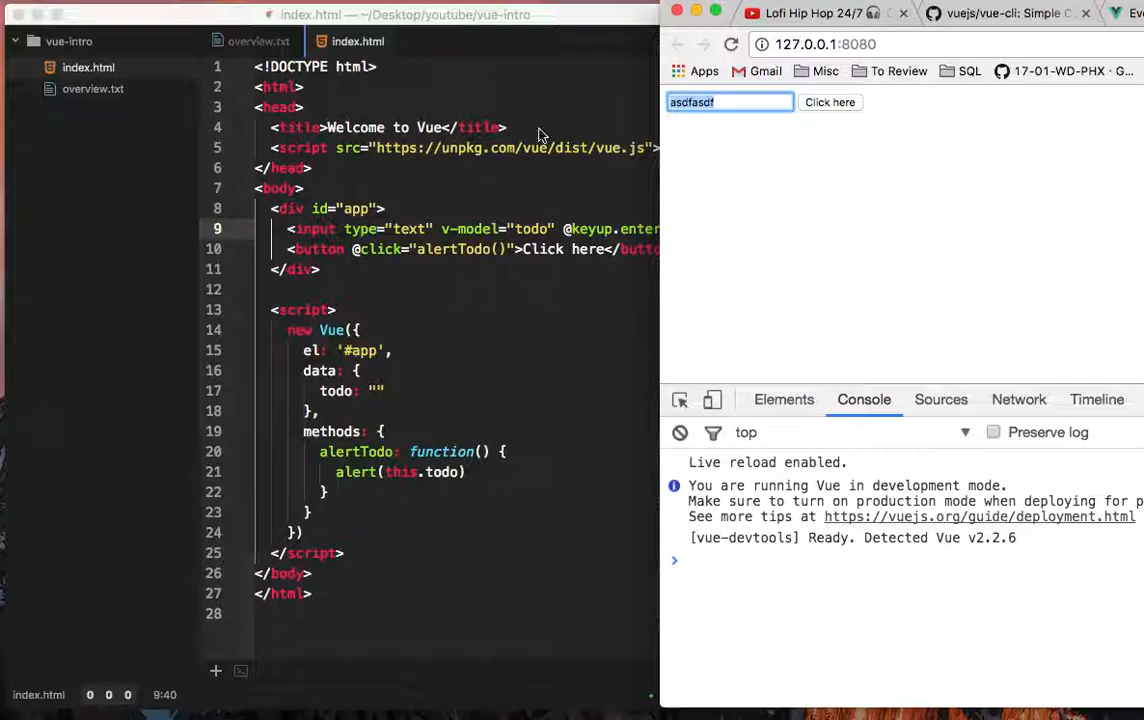 index.html — ~/Desktop/youtube/vue-intro
vue-intro
index.html
overview.txt
overview.txt
index.html
1 <!DOCTYPE html>
2 <html>
3 <head>
4 <title>Welcome to Vue</title>
5 <script src="https://unpkg.com/vue/dist/vue.js">
6 </head>
7 <body>
8 <div id="app">
9 <input type="text" v-model="todo" @keyup.enter
10 <button @click="alertTodo()">Click here</butto
11 </div>
12
13 <script>
14 new Vue({
15 el: '#app',
16 data: {
17 todo: ""
18 },
19 methods: {
20 alertTodo: function() {
21 alert(this.todo)
22 }
23 }
24 })
25 </script>
26 </body>
27 </html>
28
index.html 0 0 0 9:40
Lofi Hip Hop 24/7
vuejs/vue-cli: Simple C
Eve
127.0.0.1:8080
Apps Gmail Misc To Review SQL 17-01-WD-PHX · G...
asdfasdf Click here
Elements Console Sources Network Timeline
top Preserve log
Live reload enabled.
You are running Vue in development mode.
Make sure to turn on production mode when deploying for p
See more tips at https://vuejs.org/guide/deployment.html
[vue-devtools] Ready. Detected Vue v2.2.6